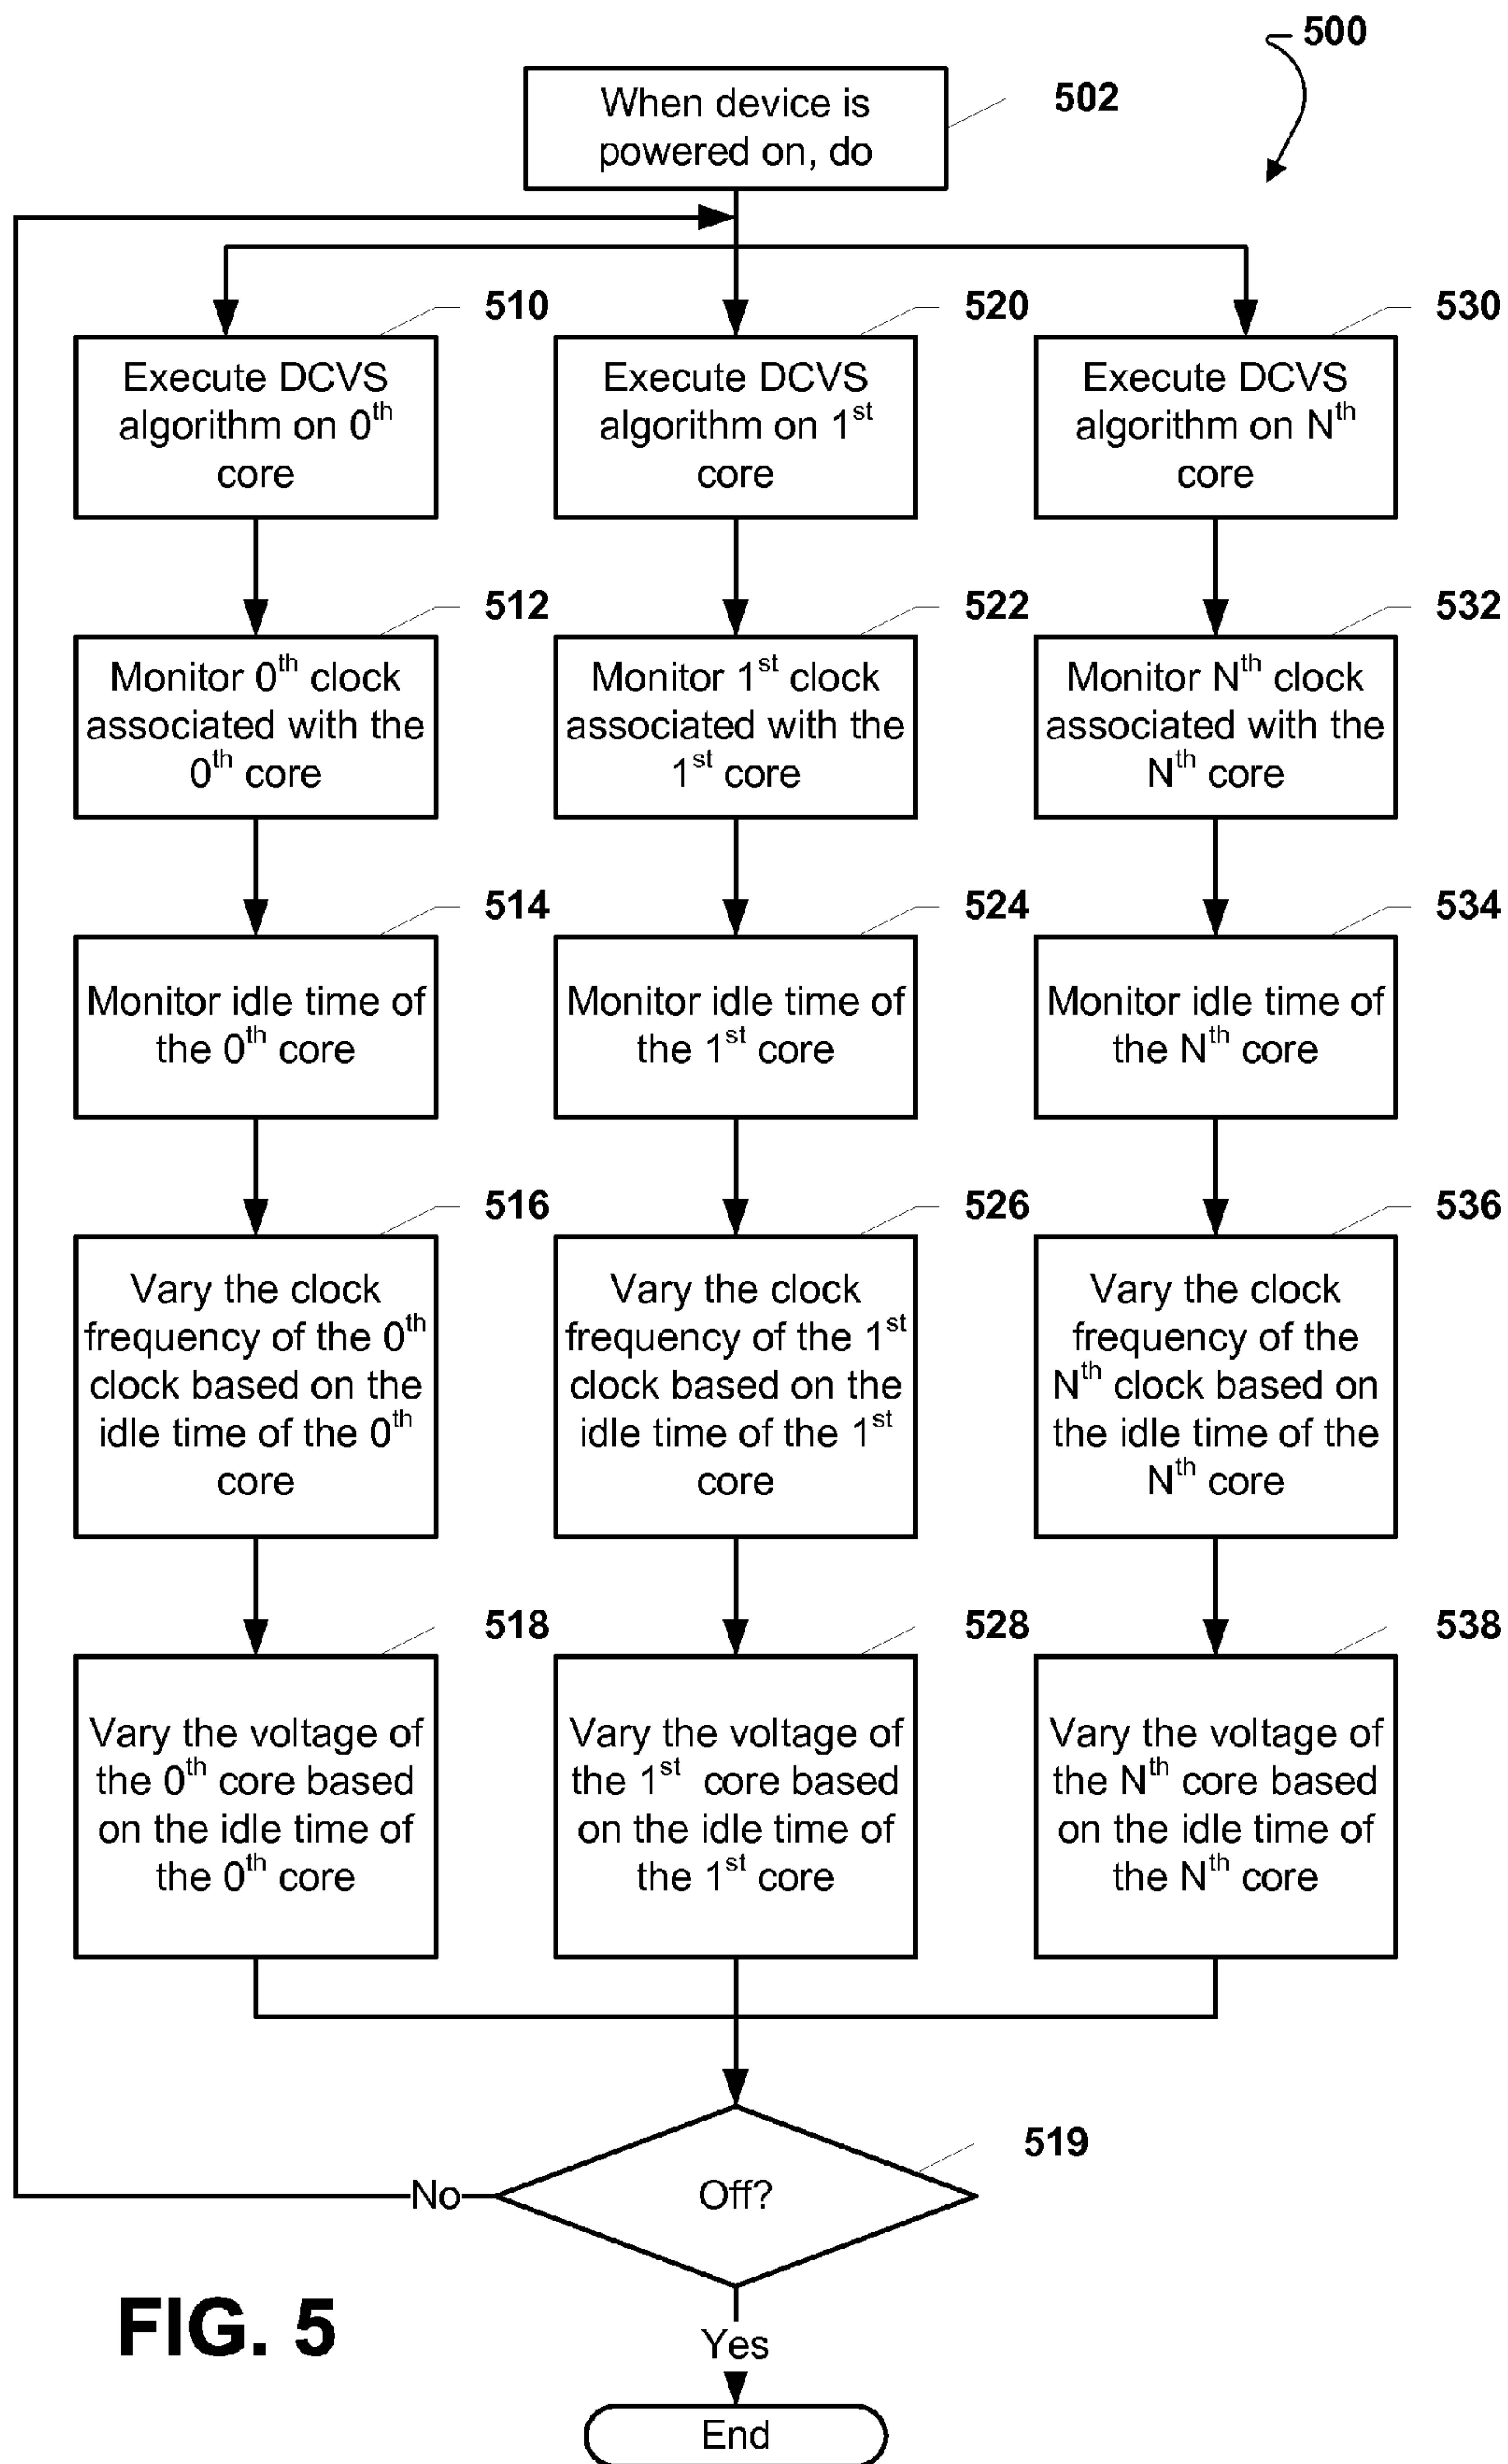 500
When device is
powered on, do
502
510
Execute DCVS
algorithm on 0th
core
520
Execute DCVS
algorithm on 1st
core
530
Execute DCVS
algorithm on Nth
core
512
Monitor 0th clock
associated with the
0th core
522
Monitor 1st clock
associated with the
1st core
532
Monitor Nth clock
associated with the
Nth core
514
Monitor idle time of
the 0th core
524
Monitor idle time of
the 1st core
534
Monitor idle time of
the Nth core
516
Vary the clock
frequency of the 0th
clock based on the
idle time of the 0th
core
526
Vary the clock
frequency of the 1st
clock based on the
idle time of the 1st
core
536
Vary the clock
frequency of the
Nth clock based on
the idle time of the
Nth core
518
Vary the voltage of
the 0th core based
on the idle time of
the 0th core
528
Vary the voltage of
the 1st core based
on the idle time of
the 1st core
538
Vary the voltage of
the Nth core based
on the idle time of
the Nth core
519
Off?
No
Yes
End
FIG. 5